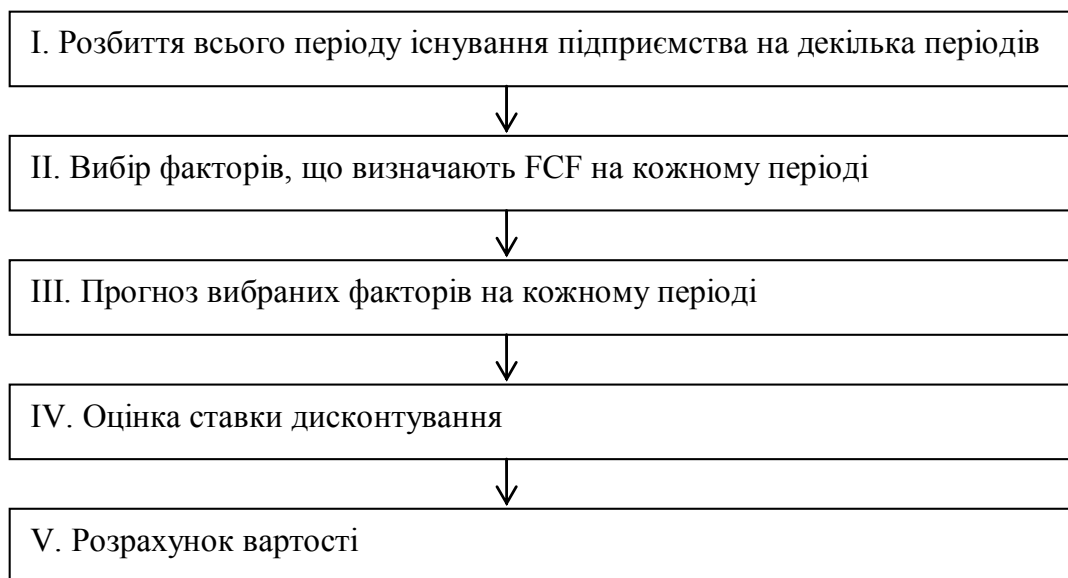 I. Розбиття всього періоду існування підприємства на декілька періодів
II. Вибір факторів, що визначають FCF на кожному періоді
III. Прогноз вибраних факторів на кожному періоді
IV. Оцінка ставки дисконтування
V. Розрахунок вартості